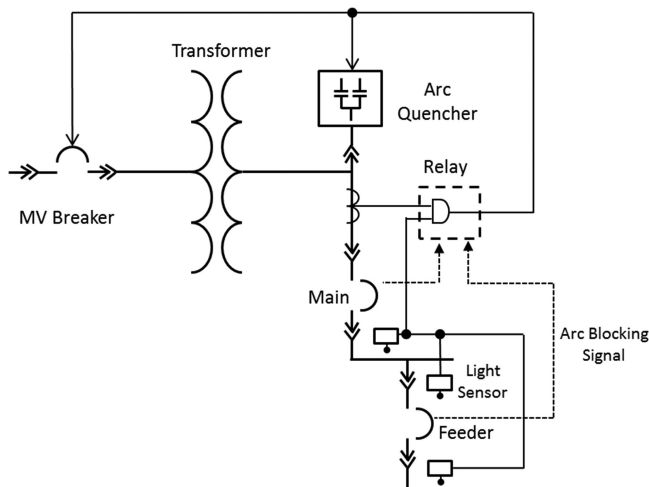 Transformer
Arc
Quencher
Relay
MV Breaker
Main
Arc Blocking
Signal
Light
Sensor
Feeder